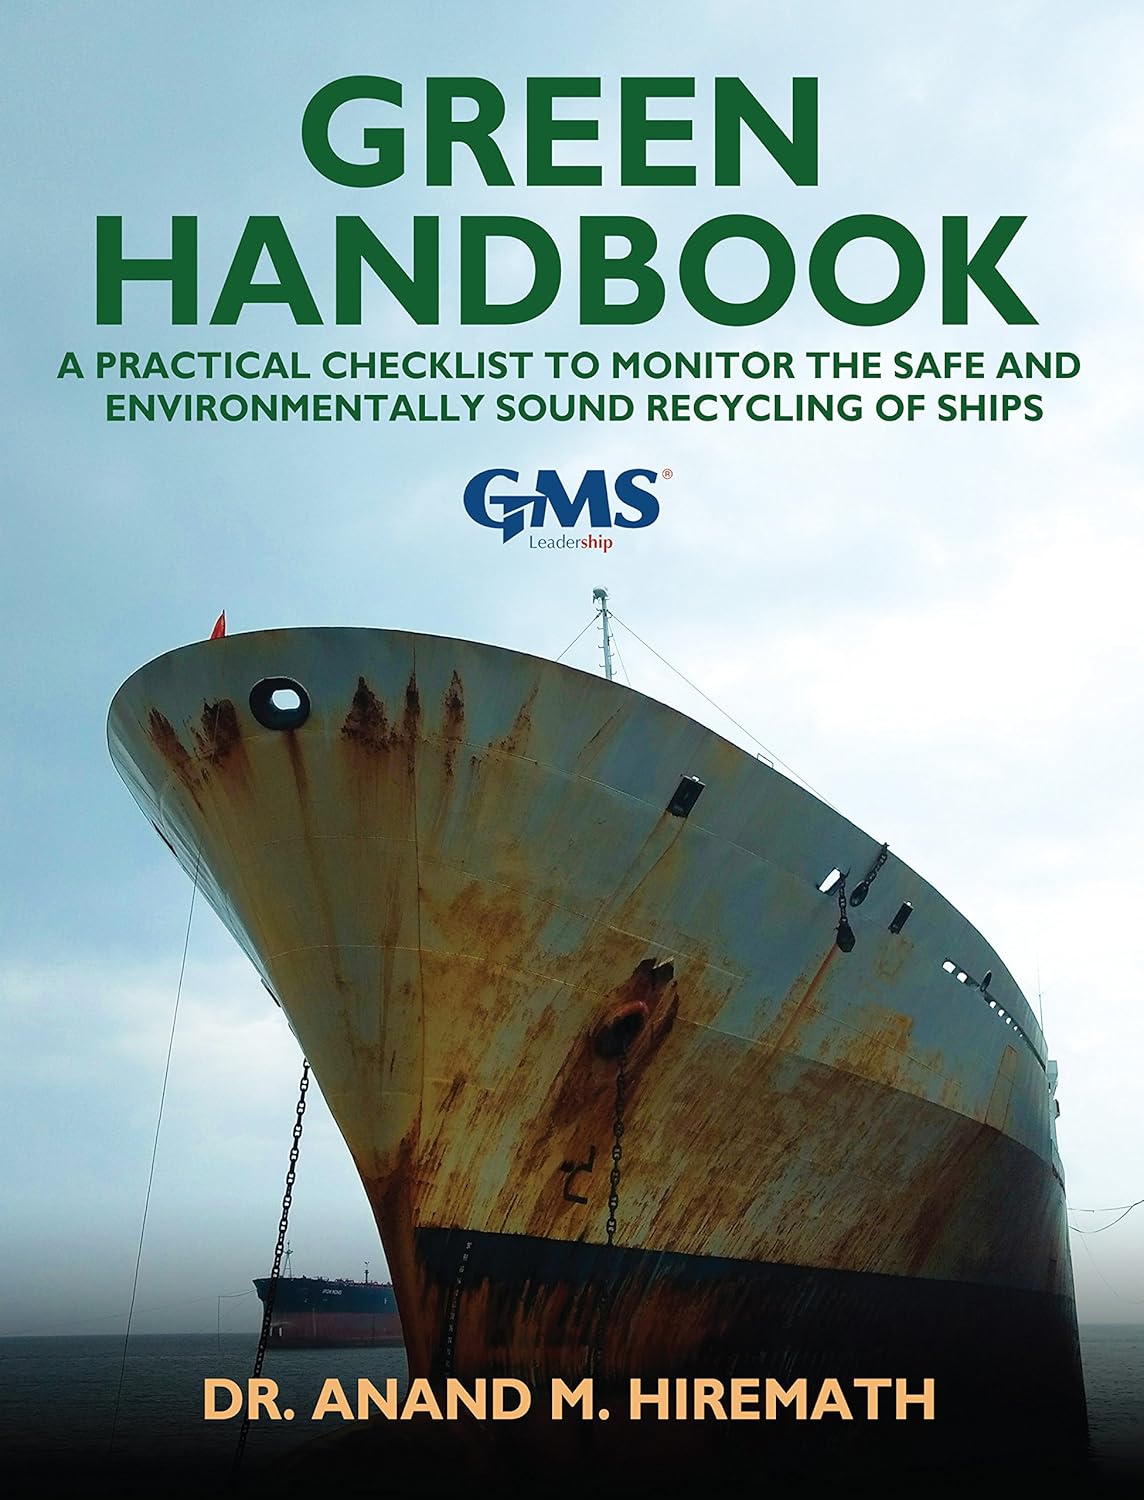 GREEN
HANDBOOK
A PRACTICAL CHECKLIST TO MONITOR THE SAFE AND
ENVIRONMENTALLY SOUND RECYCLING OF SHIPS
GMS®
Leadership
DR. ANAND M. HIREMATH